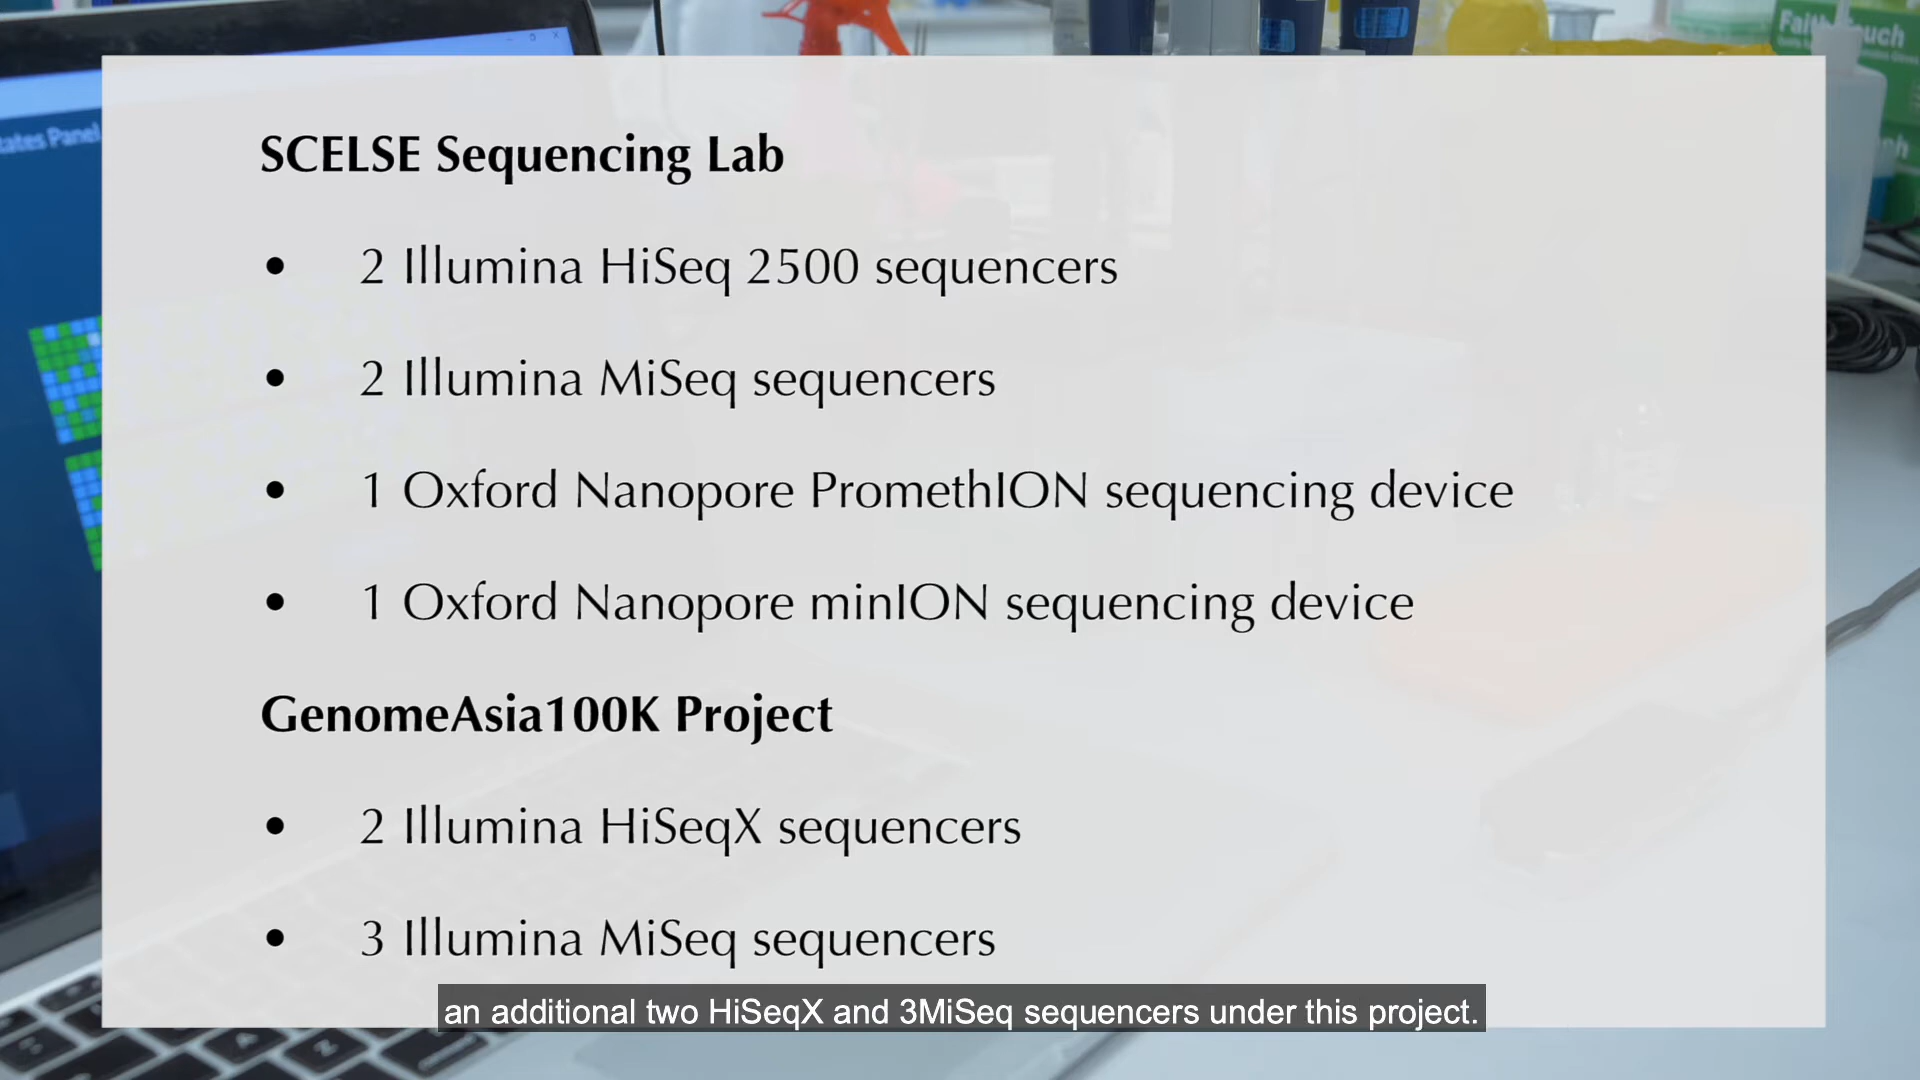 SCELSE Sequencing Lab
• 2 Illumina HiSeq 2500 sequencers
• 2 Illumina MiSeq sequencers
• 1 Oxford Nanopore PromethION sequencing device
• 1 Oxford Nanopore minION sequencing device
GenomeAsia100K Project
• 2 Illumina HiSeqX sequencers
• 3 Illumina MiSeq sequencers
an additional two HiSeqX and 3MiSeq sequencers under this project.
Panel
A
Z